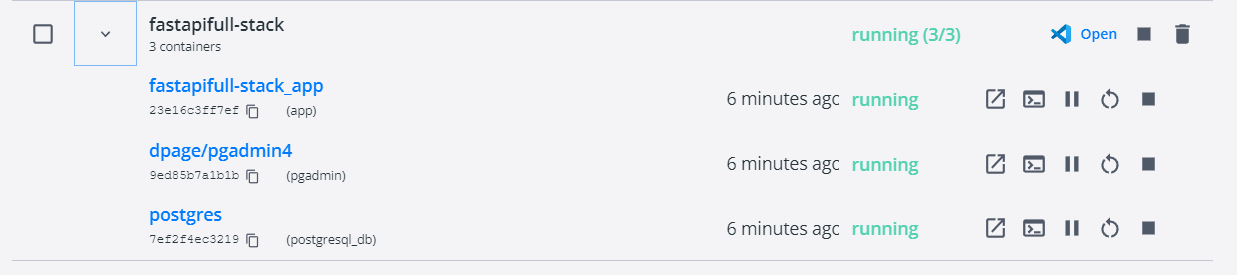 fastapifull-stack
3 containers
running (3/3)
Open
fastapifull-stack_app
23e16c3ff7ef
(app)
6 minutes ago
running
dpage/pgadmin4
9ed85b7a1b1b
(pgadmin)
6 minutes ago
running
postgres
7ef2f4ec3219
(postgresql_db)
6 minutes ago
running